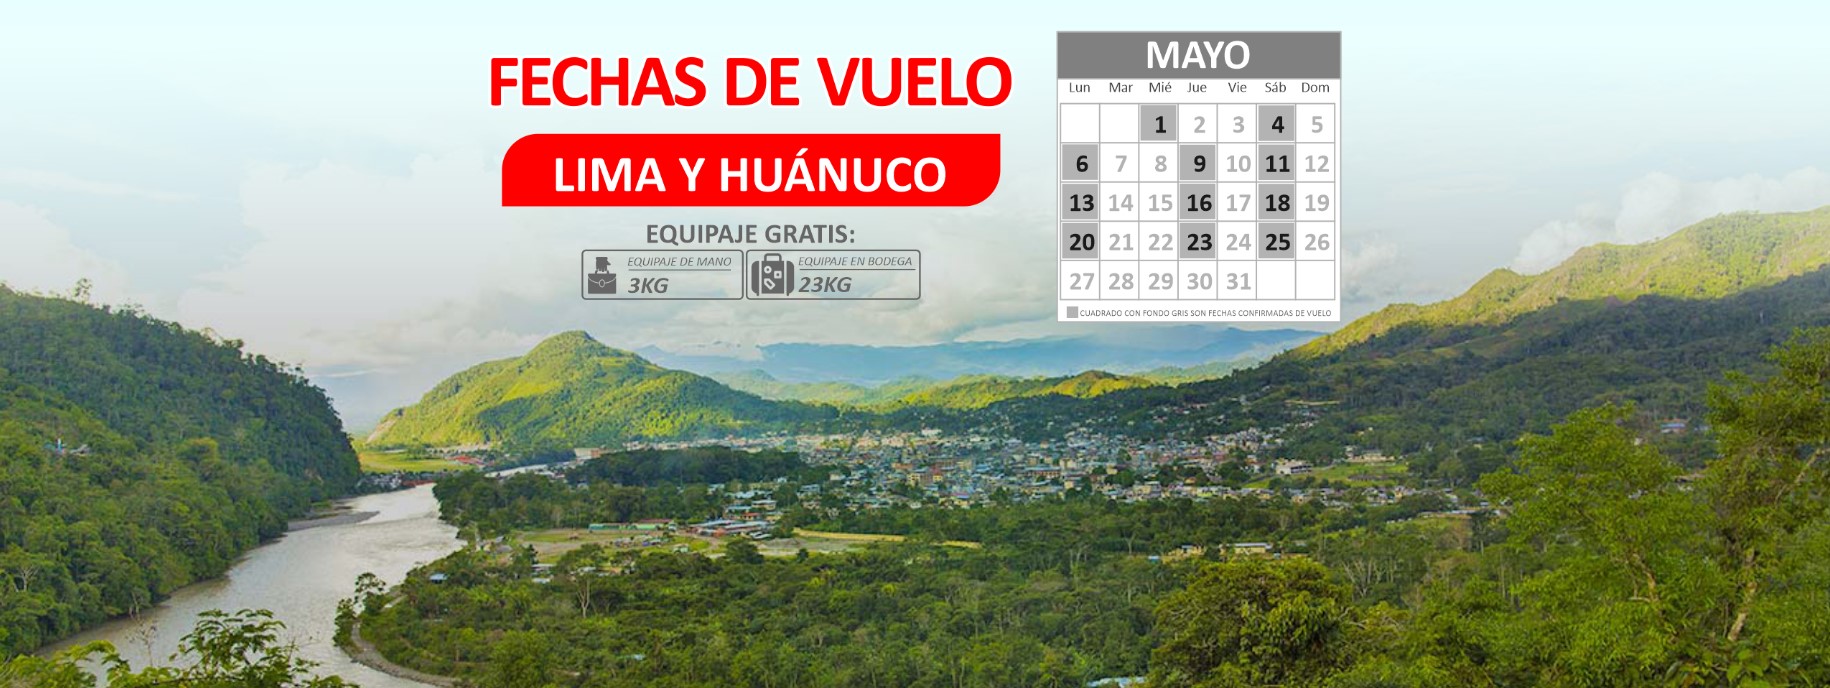 FECHAS DE VUELO
LIMA Y HUÁNUCO
EQUIPAJE GRATIS:
EQUIPAJE DE MANO
3KG
EQUIPAJE EN BODEGA
23KG
MAYO
Lun Mar Mié Jue Vie Sáb Dom
1 2 3 4 5
6 7 8 9 10 11 12
13 14 15 16 17 18 19
20 21 22 23 24 25 26
27 28 29 30 31
CUADRADO CON FONDO GRIS SON FECHAS CONFIRMADAS DE VUELO